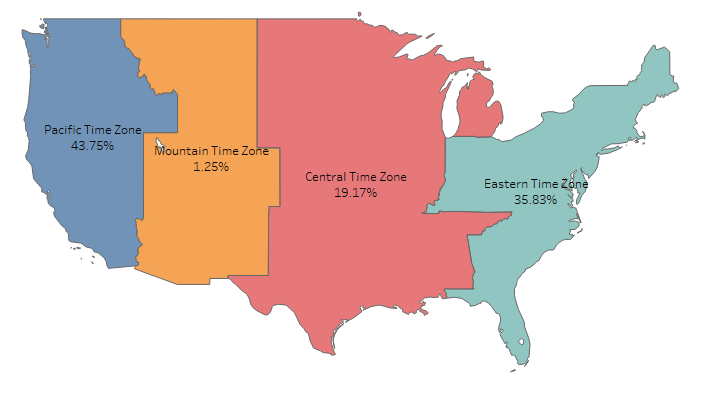 Pacific Time Zone
43.75%
Mountain Time Zone
1.25%
Central Time Zone
19.17%
Eastern Time Zone
35.83%